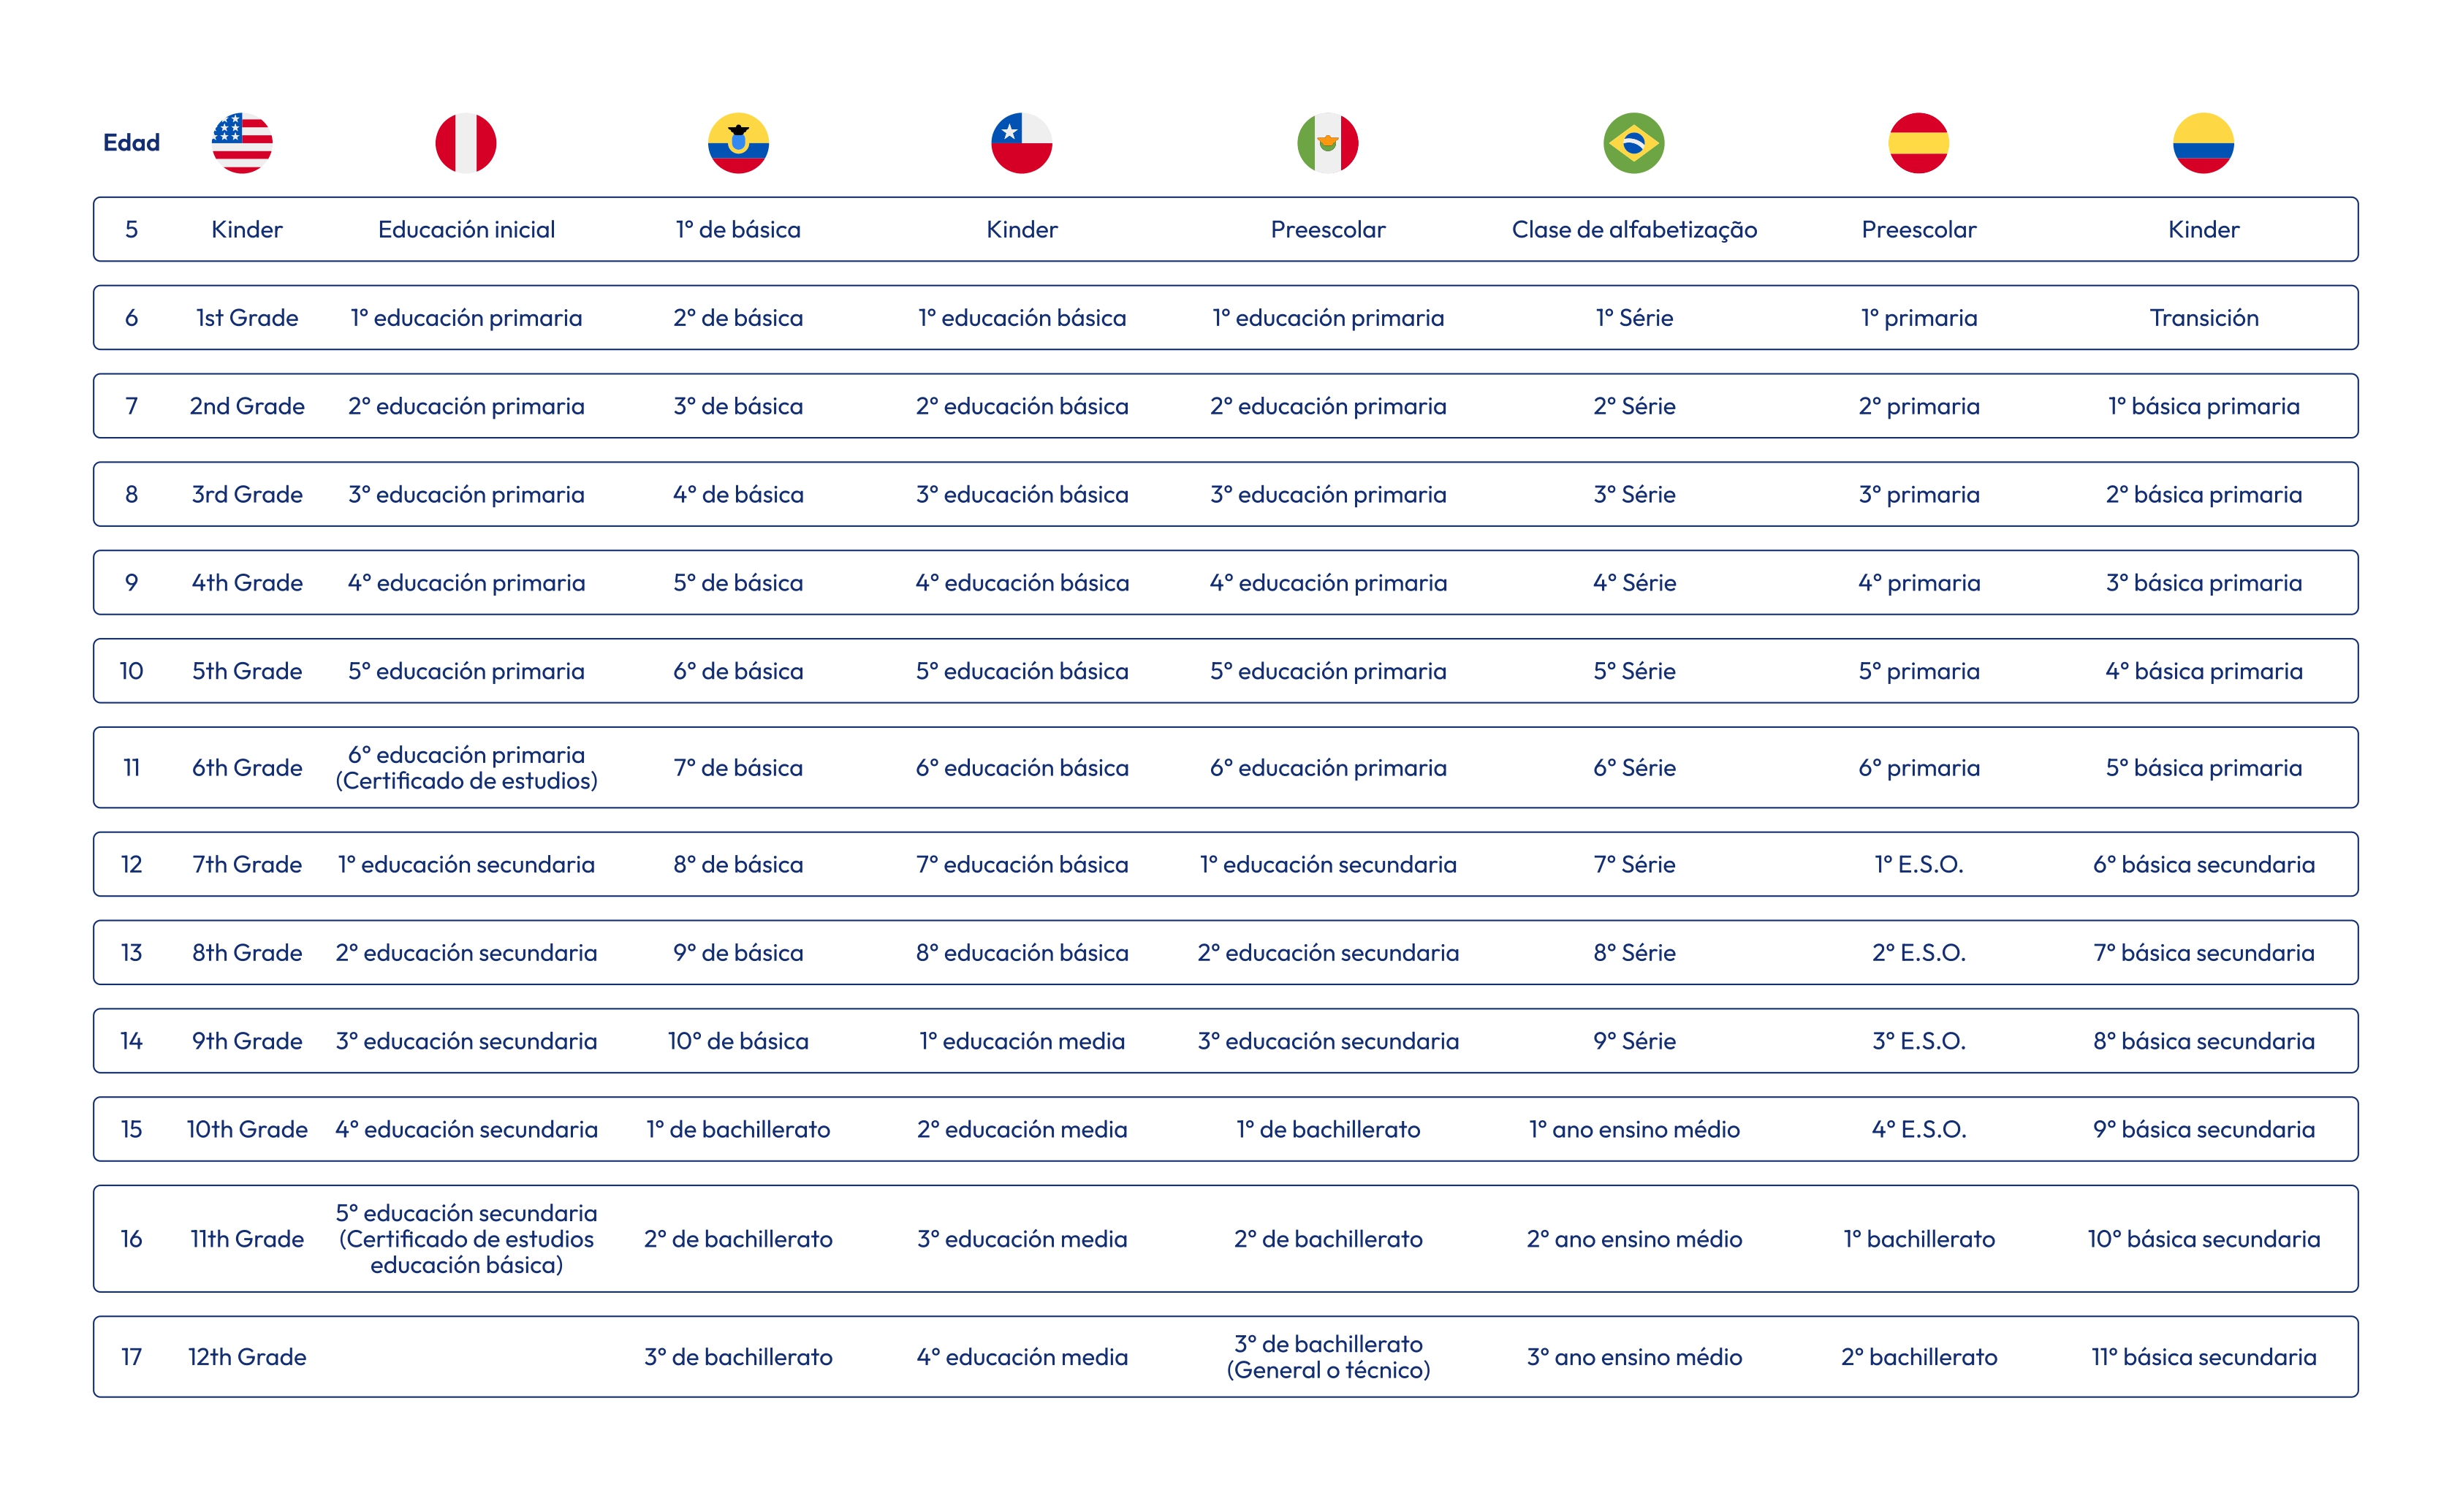 Edad
5 Kinder Educación inicial 1° de básica Kinder Preescolar Clase de alfabetização Preescolar Kinder
6 1st Grade 1° educación primaria 2° de básica 1° educación básica 1° educación primaria 1° Série 1° primaria Transición
7 2nd Grade 2° educación primaria 3° de básica 2° educación básica 2° educación primaria 2° Série 2° primaria 1° básica primaria
8 3rd Grade 3° educación primaria 4° de básica 3° educación básica 3° educación primaria 3° Série 3° primaria 2° básica primaria
9 4th Grade 4° educación primaria 5° de básica 4° educación básica 4° educación primaria 4° Série 4° primaria 3° básica primaria
10 5th Grade 5° educación primaria 6° de básica 5° educación básica 5° educación primaria 5° Série 5° primaria 4° básica primaria
11 6th Grade 6° educación primaria
(Certificado de estudios) 7° de básica 6° educación básica 6° educación primaria 6° Série 6° primaria 5° básica primaria
12 7th Grade 1° educación secundaria 8° de básica 7° educación básica 1° educación secundaria 7° Série 1° E.S.O. 6° básica secundaria
13 8th Grade 2° educación secundaria 9° de básica 8° educación básica 2° educación secundaria 8° Série 2° E.S.O. 7° básica secundaria
14 9th Grade 3° educación secundaria 10° de básica 1° educación media 3° educación secundaria 9° Série 3° E.S.O. 8° básica secundaria
15 10th Grade 4° educación secundaria 1° de bachillerato 2° educación media 1° de bachillerato 1° ano ensino médio 4° E.S.O. 9° básica secundaria
16 11th Grade 5° educación secundaria
(Certificado de estudios
educación básica) 2° de bachillerato 3° educación media 2° de bachillerato 2° ano ensino médio 1° bachillerato 10° básica secundaria
17 12th Grade 3° de bachillerato 4° educación media 3° de bachillerato
(General o técnico) 3° ano ensino médio 2° bachillerato 11° básica secundaria